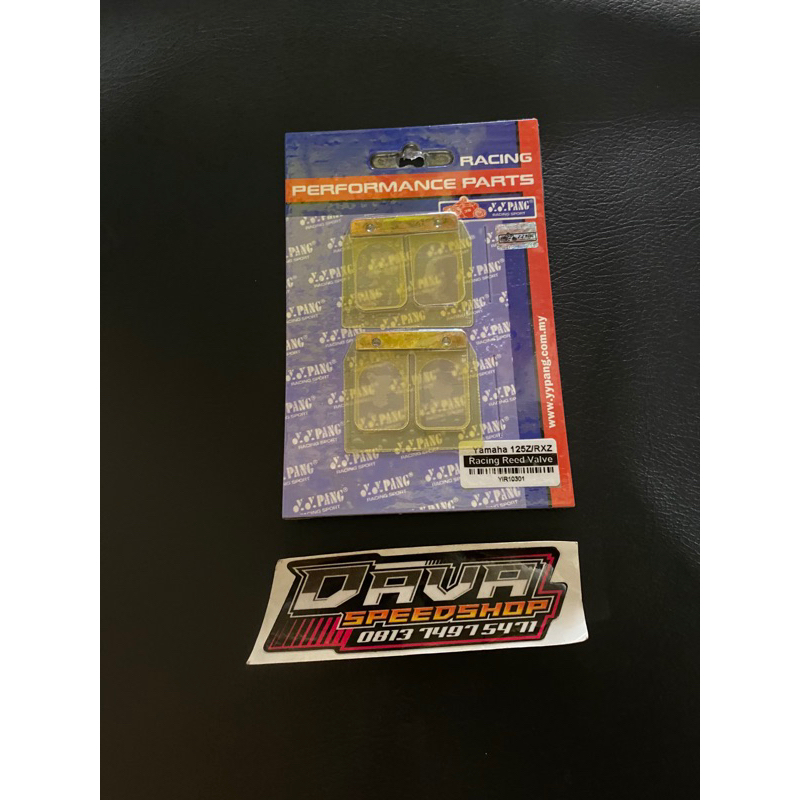 RACING
PERFORMANCE PARTS
Y.Y.PANG®
RACING SPORT
www.yypang.com.my
Yamaha 125Z/RXZ
Racing Reed Valve
YIR10301
DAVA
SPEEDSHOP
0813 7497 5471